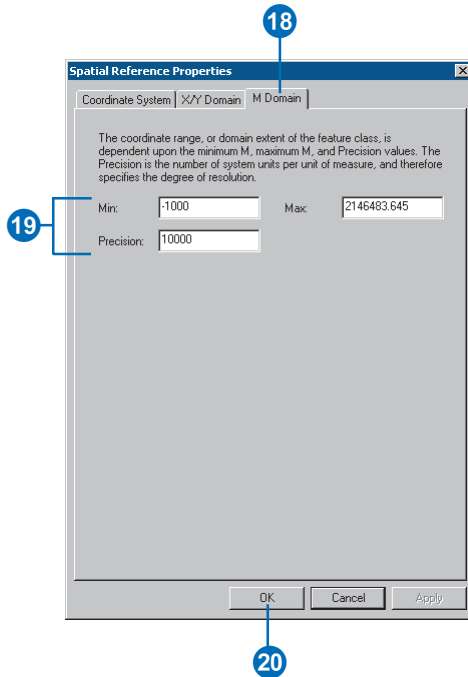 18
Spatial Reference Properties
Coordinate System X/Y Domain M Domain
The coordinate range, or domain extent of the feature class, is
dependent upon the minimum M, maximum M, and Precision values. The
Precision is the number of system units per unit of measure, and therefore
specifies the degree of resolution.
19
Min: -1000 Max: 2146483.645
Precision: 10000
OK Cancel Apply
20